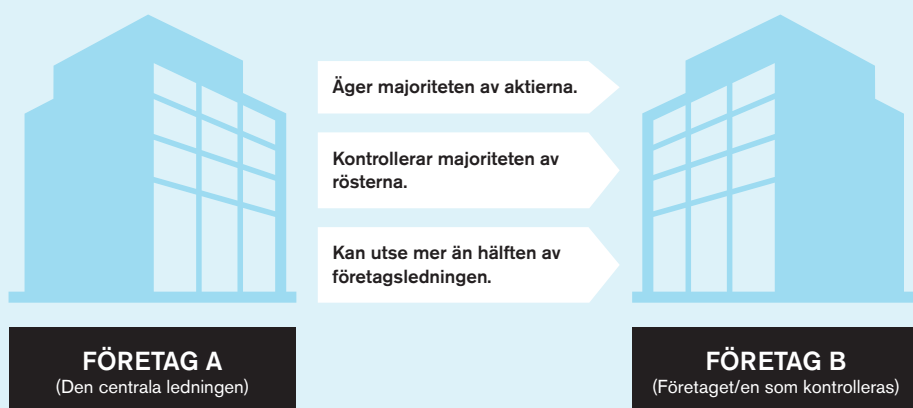 Äger majoriteten av aktierna.
Kontrollerar majoriteten av
rösterna.
Kan utse mer än hälften av
företagsledningen.
FÖRETAG A
(Den centrala ledningen)
FÖRETAG B
(Företaget/en som kontrolleras)